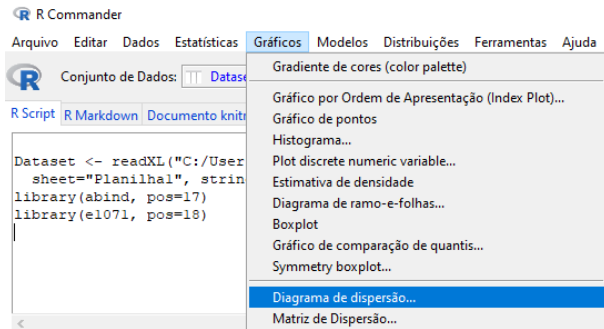 R Commander
Arquivo Editar Dados Estatísticas Gráficos Modelos Distribuições Ferramentas Ajuda
Conjunto de Dados: Datase
R Script R Markdown Documento knitr
Dataset <- readXL("C:/User
sheet="Planilha1", strin
library(abind, pos=17)
library(e1071, pos=18)
Gradiente de cores (color palette)
Gráfico por Ordem de Apresentação (Index Plot)...
Gráfico de pontos
Histograma...
Plot discrete numeric variable...
Estimativa de densidade
Diagrama de ramo-e-folhas...
Boxplot
Gráfico de comparação de quantis...
Symmetry boxplot...
Diagrama de dispersão...
Matriz de Dispersão...